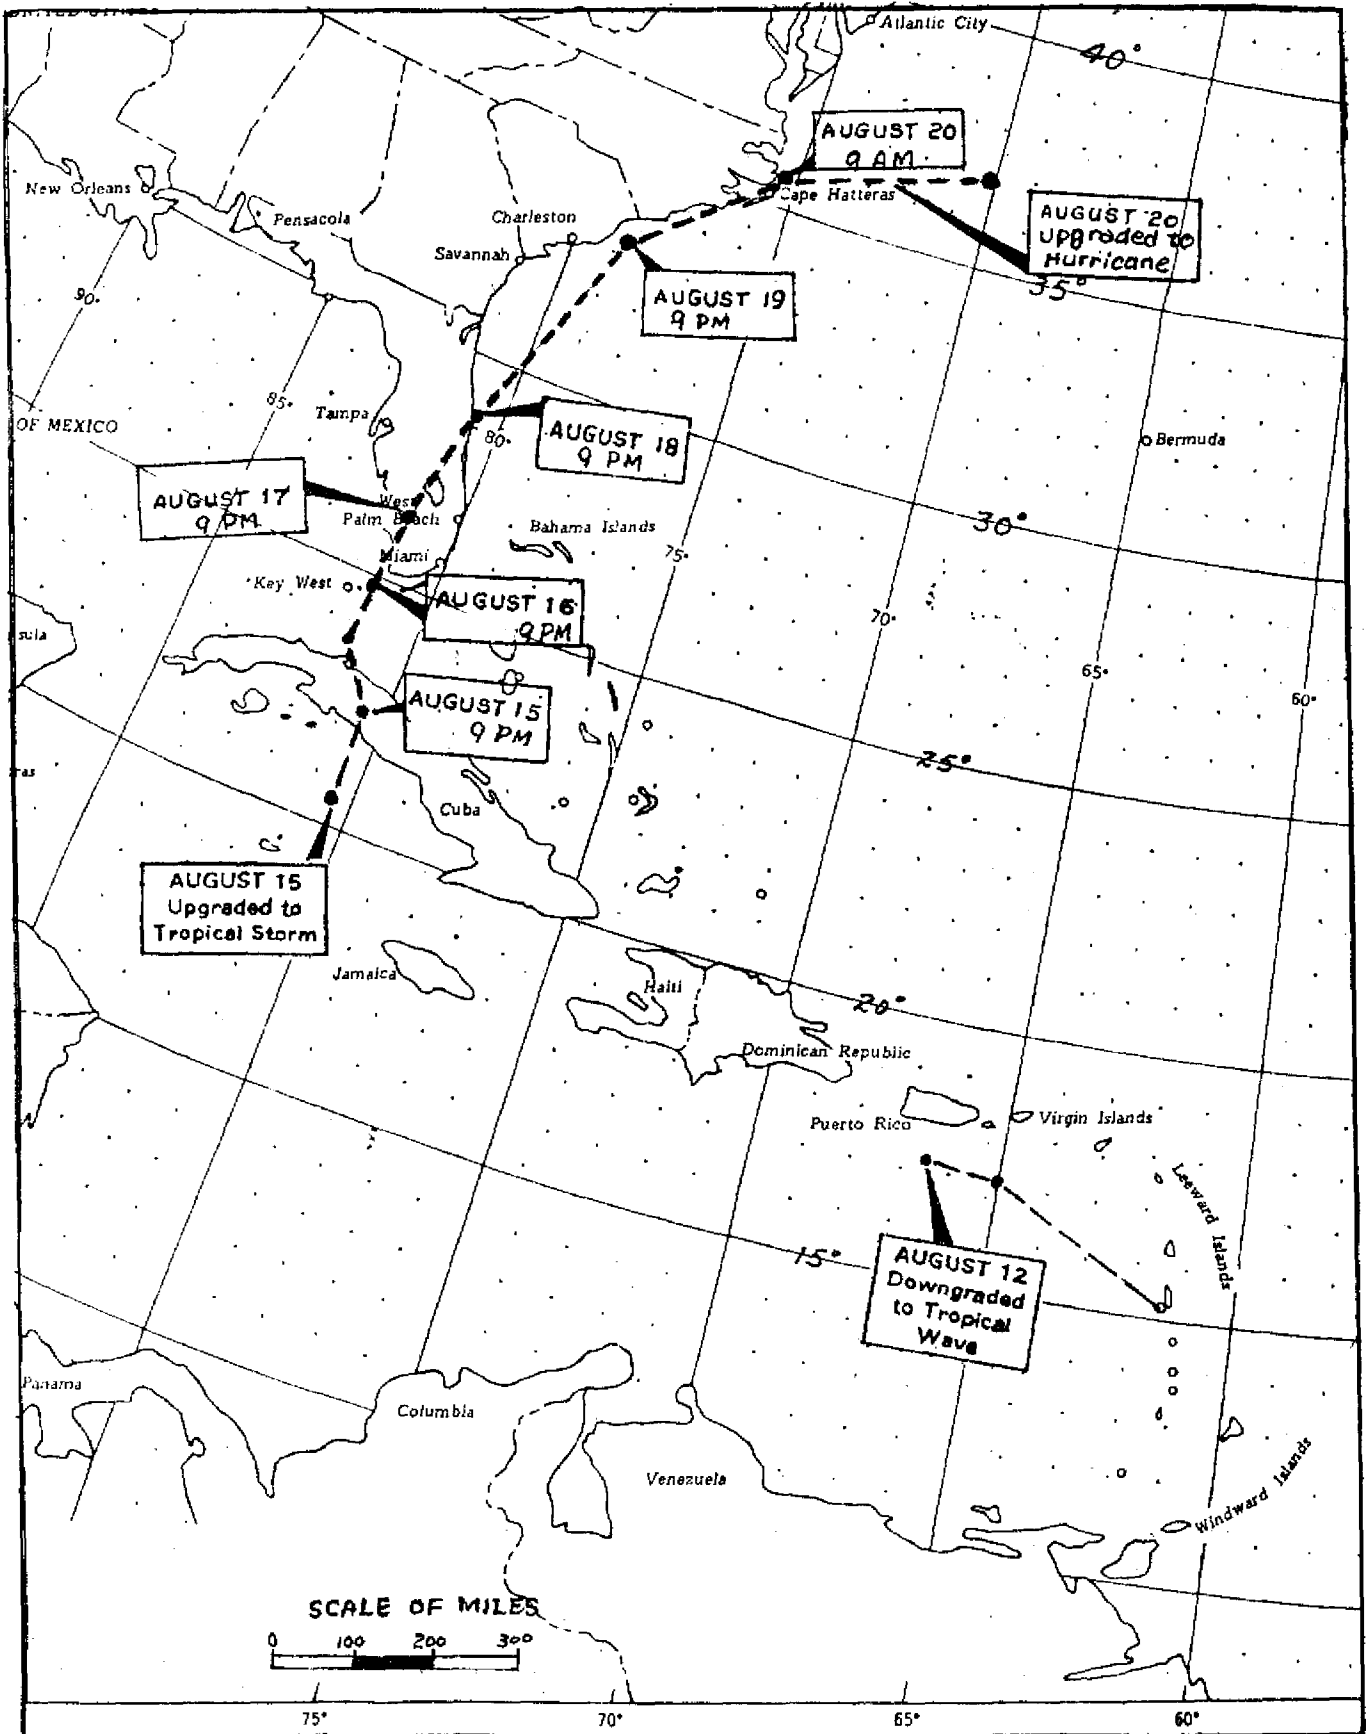 UNITED STATES
Atlantic City
40°
AUGUST 20
9 AM.
New Orleans
Cape Hatteras
Pensacola
Charleston
AUGUST 20
upgraded to
Hurricane
Savannah
35°
90°
AUGUST 19
9 PM
85°
Tampa
OF MEXICO
80°
AUGUST 18
9 PM
Bermuda
AUGUST 17
9 PM
West
Palm Beach
Bahama Islands
30°
75°
Miami
Key West
AUGUST 16
9 PM
70°
sula
65°
60°
AUGUST 15
9 PM
25°
ras
Cuba
AUGUST 15
Upgraded to
Tropical Storm
Jamaica
Haiti
20°
Dominican Republic
Puerto Rico
Virgin Islands
Leeward Islands
15°
AUGUST 12
Downgraded
to Tropical
Wave
Panama
Columbia
Venezuela
Windward Islands
SCALE OF MILES
0 100 200 300
75° 70° 65° 60°